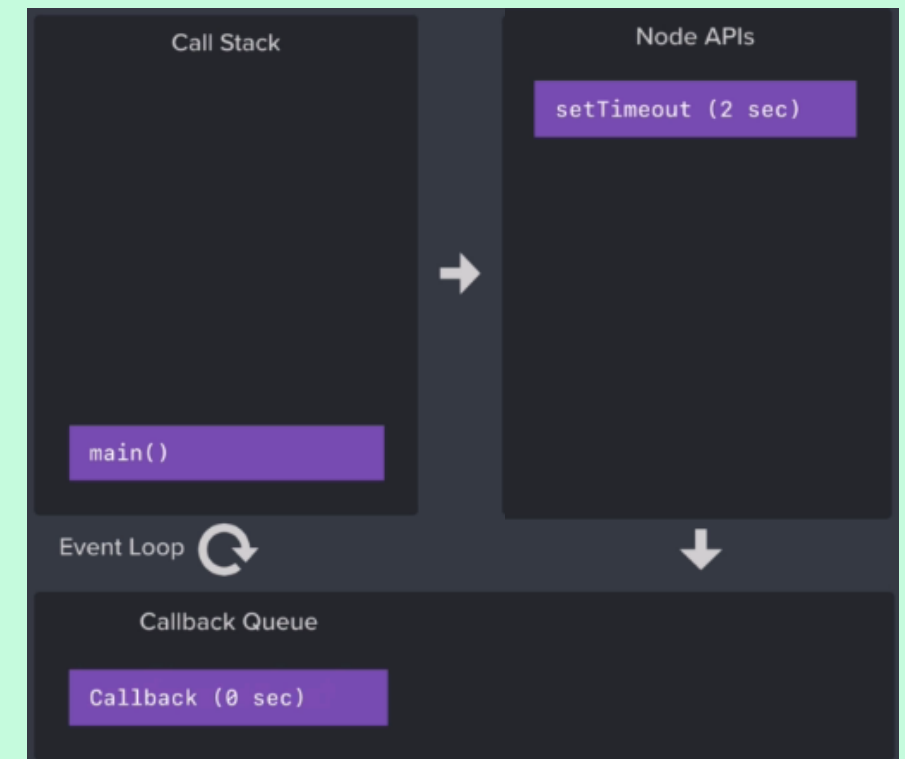 Call Stack
Node APIs
setTimeout (2 sec)
main()
Event Loop
Callback Queue
Callback (0 sec)